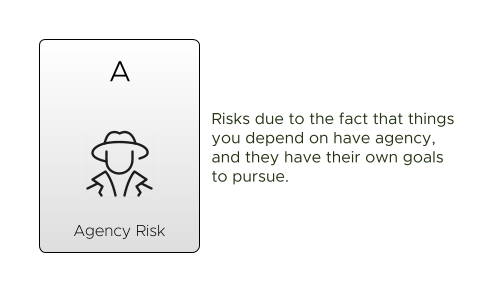 A
Agency Risk
Risks due to the fact that things
you depend on have agency,
and they have their own goals
to pursue.